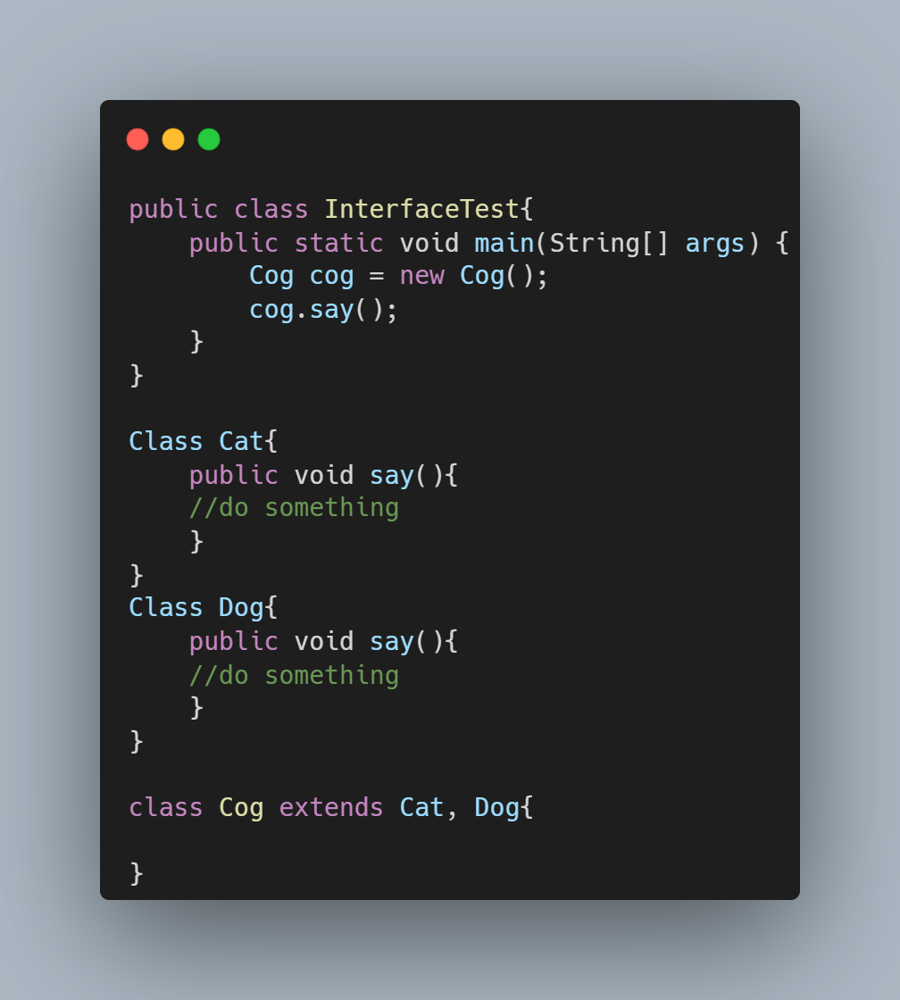 public class InterfaceTest{
    public static void main(String[] args) {
        Cog cog = new Cog();
        cog.say();
    }
}

Class Cat{
    public void say(){
    //do something
    }
}
Class Dog{
    public void say(){
    //do something
    }
}

class Cog extends Cat, Dog{

}